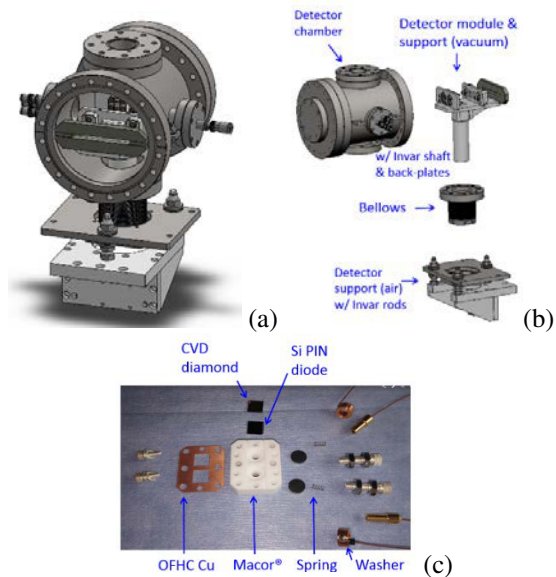 Detector
chamber
Detector module &
support (vacuum)
w/ Invar shaft
& back-plates
Bellows
Detector
support (air)
w/ Invar rods
(a)
(b)
CVD
diamond
Si PIN
diode
OFHC Cu
Macor®
Spring
Washer
(c)